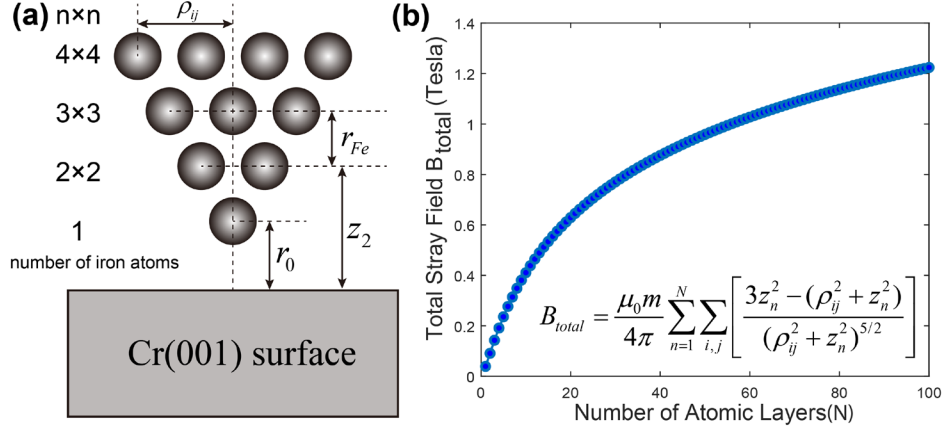 (a)
n×n
ρij
4×4
3×3
rFe
2×2
z2
1
r0
number of iron atoms
Cr(001) surface
(b)
Total Stray Field Btotal (Tesla)
1.4
1.2
1
0.8
0.6
0.4
0.2
0
Btotal = μ0m/4π ∑n=1N ∑i,j [3zn2−(ρij2+zn2)/(ρij2+zn2)5/2]
0 20 40 60 80 100
Number of Atomic Layers(N)